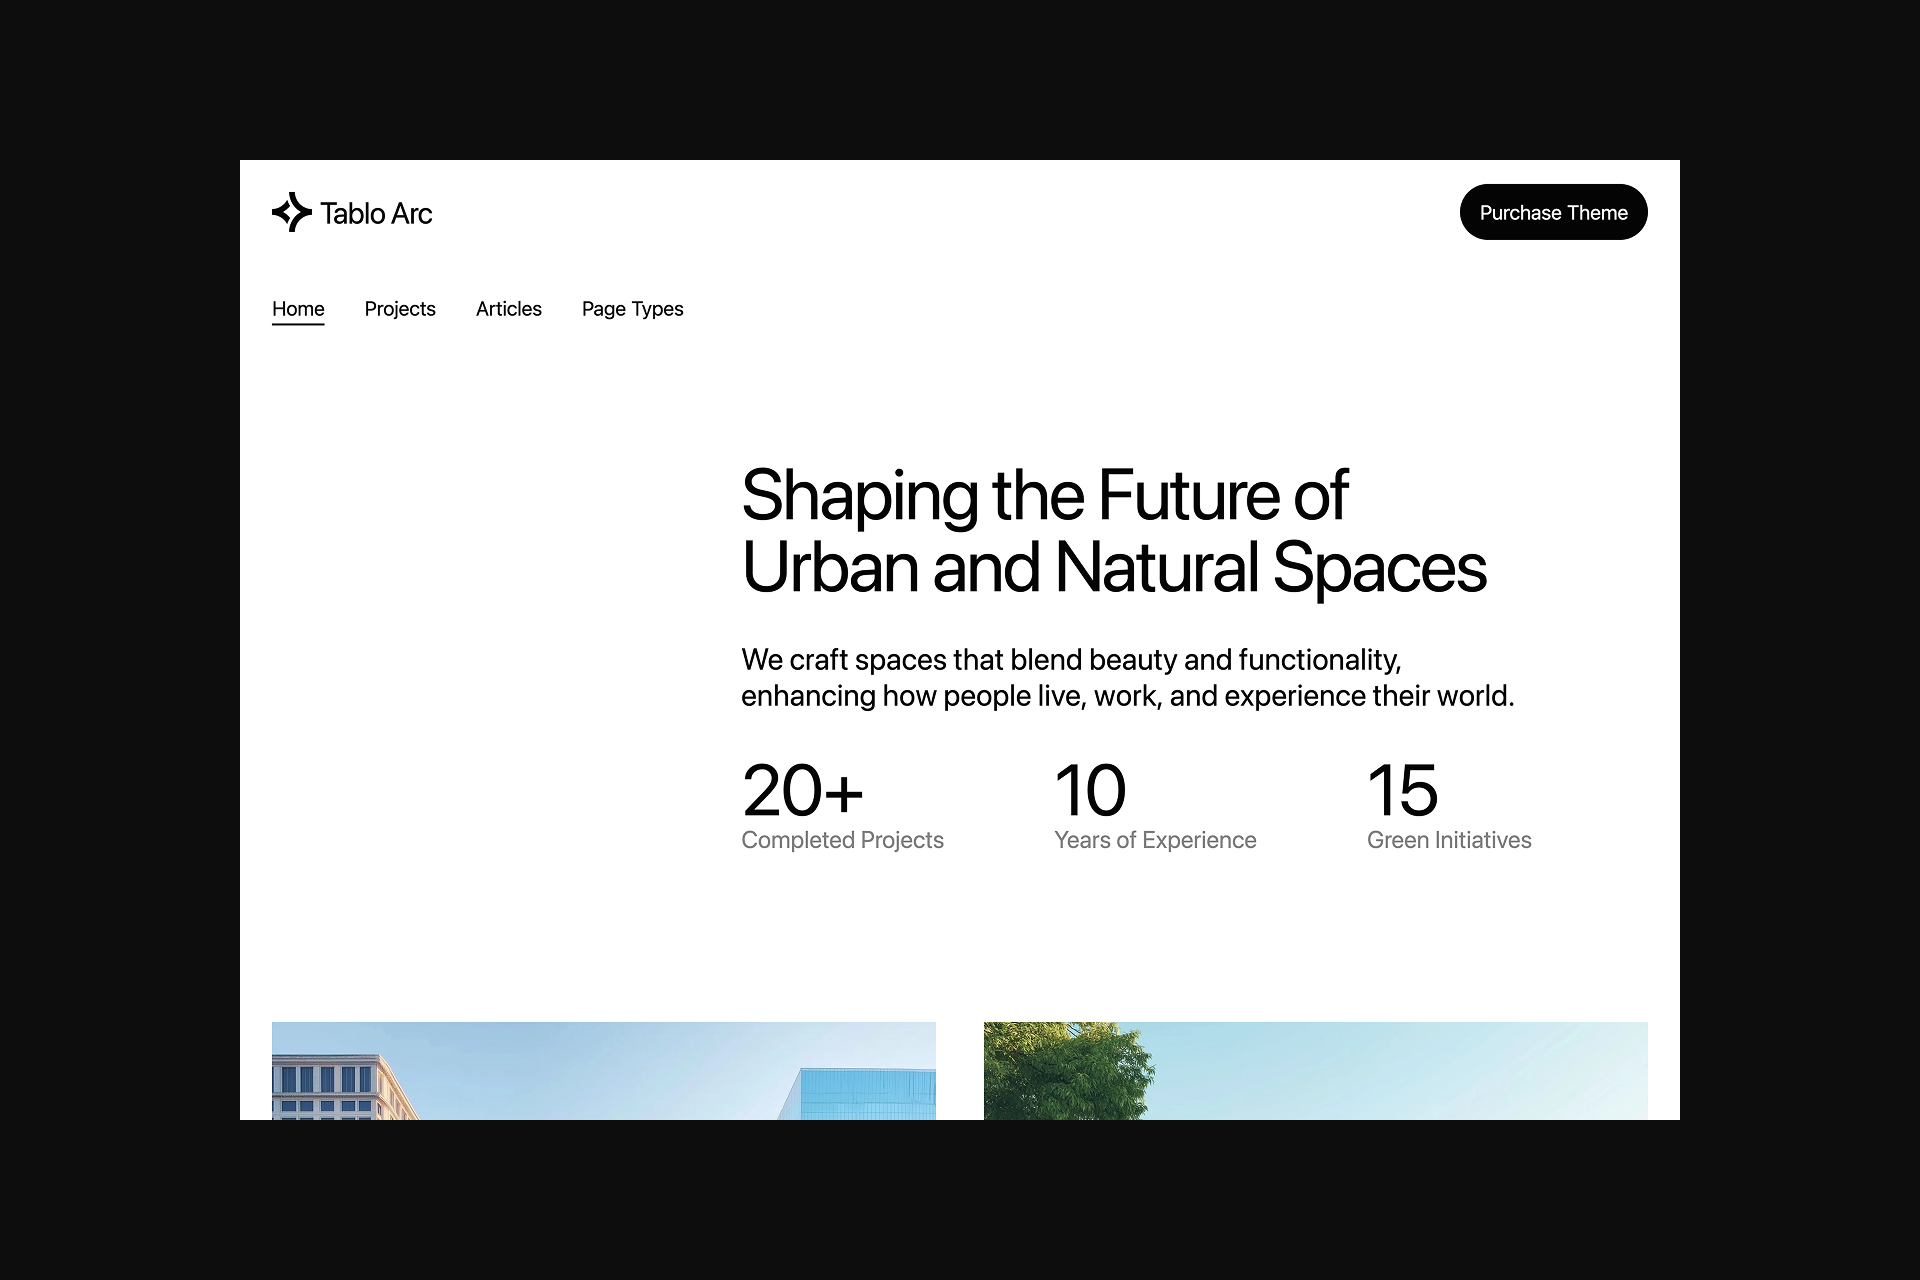 Tablo Arc
Purchase Theme
Home Projects Articles Page Types
Shaping the Future of
Urban and Natural Spaces
We craft spaces that blend beauty and functionality,
enhancing how people live, work, and experience their world.
20+ 10 15
Completed Projects Years of Experience Green Initiatives